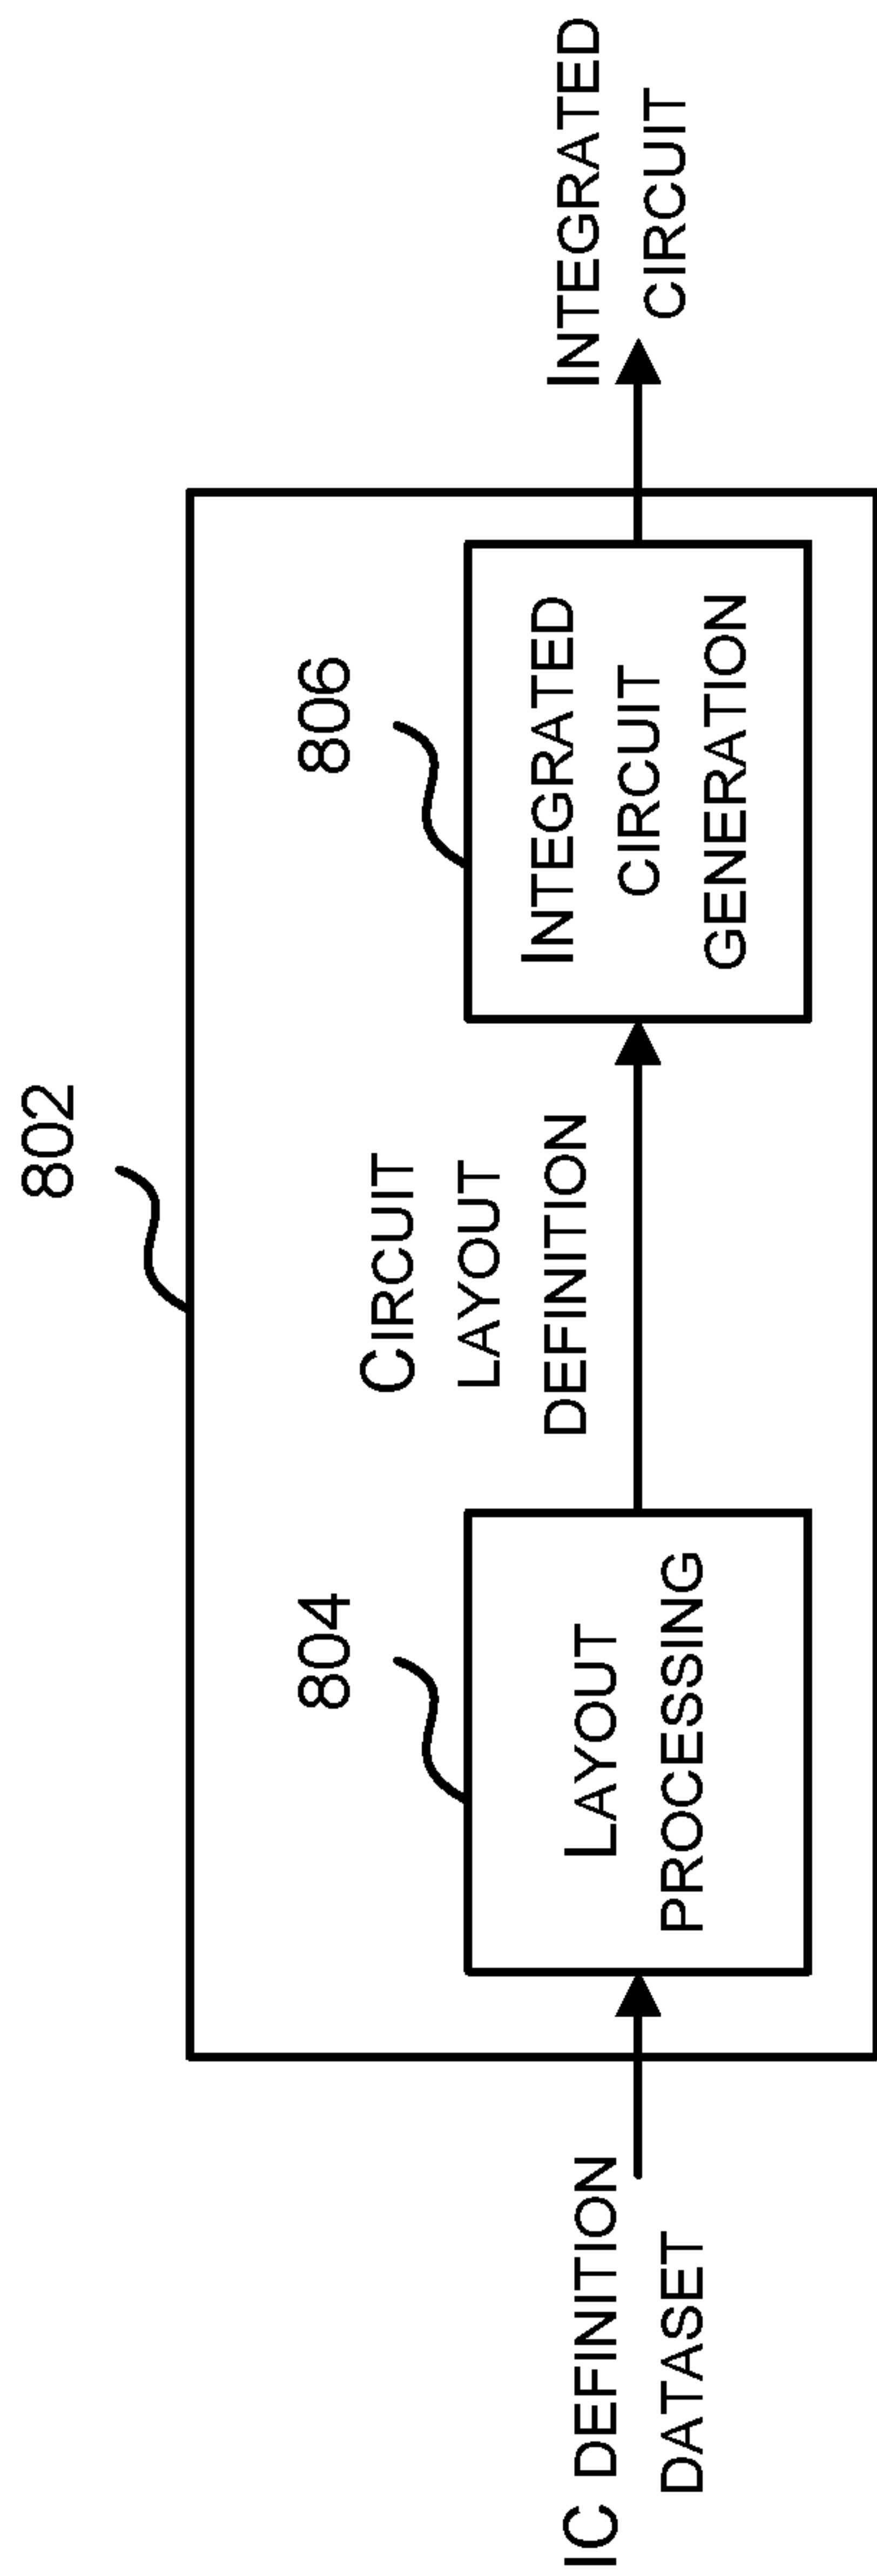 802
IC DEFINITION
DATASET
804
LAYOUT
PROCESSING
CIRCUIT
LAYOUT
DEFINITION
806
INTEGRATED
CIRCUIT
GENERATION
INTEGRATED
CIRCUIT